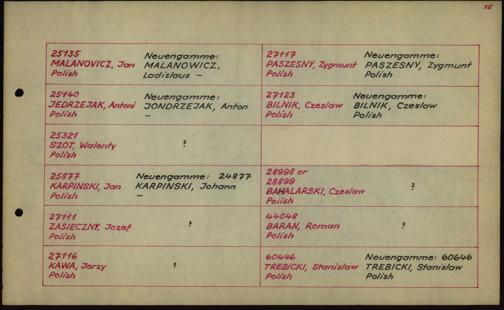 95
25135 Neuengamme:
MALANOWICZ, Jan MALANOWICZ,
Polish Ladislaus –
25140 Neuengamme:
JEDRZEJAK, Antoni JONDRZEJAK, Anton
Polish –
25321
SZOT, Walenty ?
Polish
25877 Neuengamme: 24877
KARPINSKI, Jan KARPINSKI, Johann
Polish –
27111
ZASIECZNY, Jozef ?
Polish
27116
KAWA, Jerzy ?
Polish
27117 Neuengamme:
PASZESNY, Zygmunt PASZESNY, Zygmunt
Polish Polish
27123 Neuengamme:
BILNIK, Czeslaw BILNIK, Czeslaw
Polish Polish
28998 or
28899
BAHALARSKI, Czeslaw ?
Polish
44048
BARAN, Roman ?
Polish
60446 Neuengamme: 60646
TREBICKI, Stanislaw TREBICKI, Stanislaw
Polish Polish